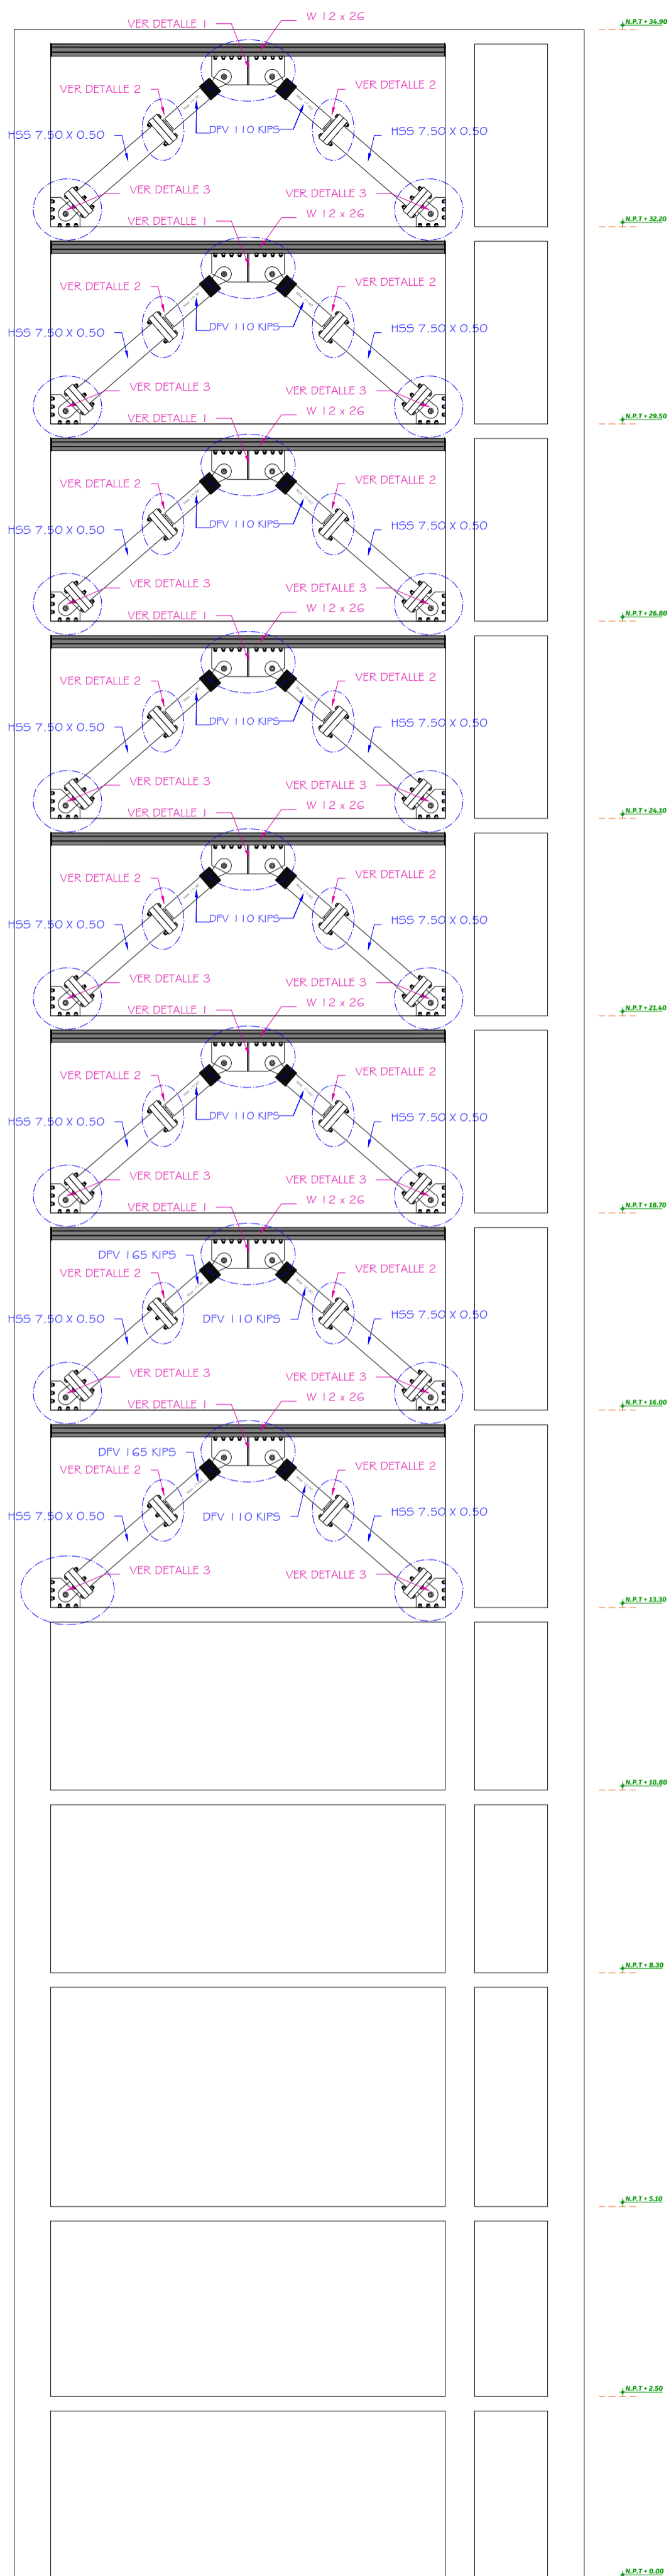 W 12 x 26
VER DETALLE 1
N.P.T + 34.90
VER DETALLE 2
VER DETALLE 2
DFV 110 KIPS
HSS 7.50 X 0.50
HSS 7.50 X 0.50
VER DETALLE 3
VER DETALLE 3
N.P.T + 32.20
W 12 x 26
VER DETALLE 1
VER DETALLE 2
VER DETALLE 2
DFV 110 KIPS
HSS 7.50 X 0.50
HSS 7.50 X 0.50
VER DETALLE 3
VER DETALLE 3
N.P.T + 29.50
W 12 x 26
VER DETALLE 1
VER DETALLE 2
VER DETALLE 2
DFV 110 KIPS
HSS 7.50 X 0.50
HSS 7.50 X 0.50
VER DETALLE 3
VER DETALLE 3
N.P.T + 26.80
W 12 x 26
VER DETALLE 1
VER DETALLE 2
VER DETALLE 2
DFV 110 KIPS
HSS 7.50 X 0.50
HSS 7.50 X 0.50
VER DETALLE 3
VER DETALLE 3
N.P.T + 24.10
W 12 x 26
VER DETALLE 1
VER DETALLE 2
VER DETALLE 2
DFV 110 KIPS
HSS 7.50 X 0.50
HSS 7.50 X 0.50
VER DETALLE 3
VER DETALLE 3
N.P.T + 21.40
W 12 x 26
VER DETALLE 1
VER DETALLE 2
VER DETALLE 2
DFV 110 KIPS
HSS 7.50 X 0.50
HSS 7.50 X 0.50
VER DETALLE 3
VER DETALLE 3
N.P.T + 18.70
W 12 x 26
VER DETALLE 1
DFV 165 KIPS
VER DETALLE 2
VER DETALLE 2
HSS 7.50 X 0.50
DFV 110 KIPS
HSS 7.50 X 0.50
VER DETALLE 3
VER DETALLE 3
N.P.T + 16.00
W 12 x 26
VER DETALLE 1
DFV 165 KIPS
VER DETALLE 2
VER DETALLE 2
HSS 7.50 X 0.50
DFV 110 KIPS
HSS 7.50 X 0.50
VER DETALLE 3
VER DETALLE 3
N.P.T + 13.30
N.P.T + 10.80
N.P.T + 8.30
N.P.T + 5.10
N.P.T + 2.50
N.P.T + 0.00